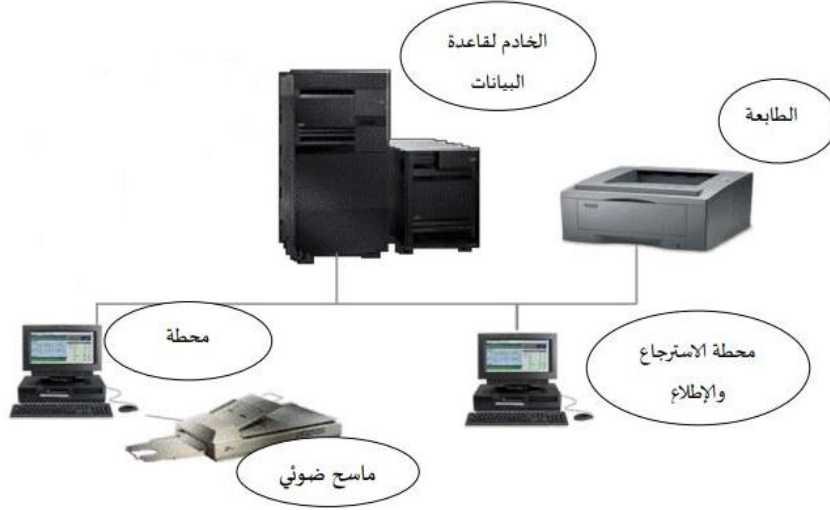 الخادم لقاعدة
البيانات
الطابعة
محطة
محطة الاسترجاع
والإطلاع
ماسح ضوئي